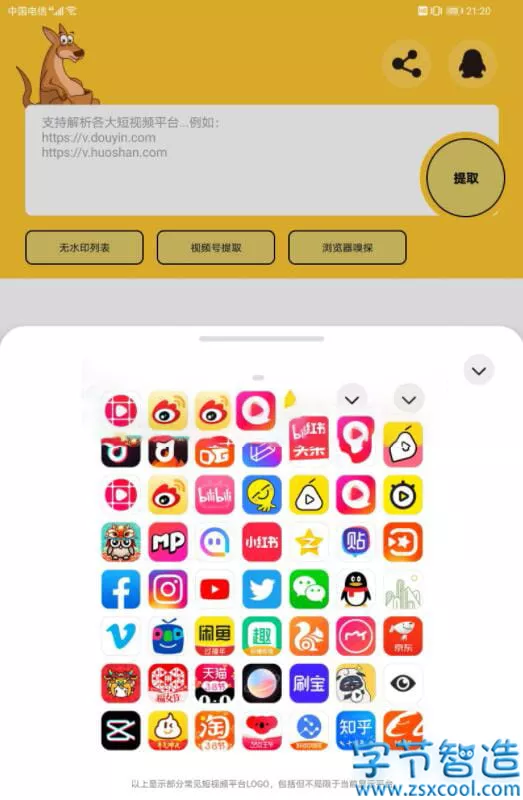 中国电信
21:20
支持解析各大短视频平台...例如：
https://v.douyin.com
https://v.huoshan.com
提取
无水印列表
视频号提取
浏览器嗅探
bilibili
MP
小红书
贴
闲鱼
趣
京东
天猫
刷宝
淘
知乎
以上是示部分常见短视频平台LOGO，包括但不局限于当前显示平台
字节智造
www.zsxcool.com